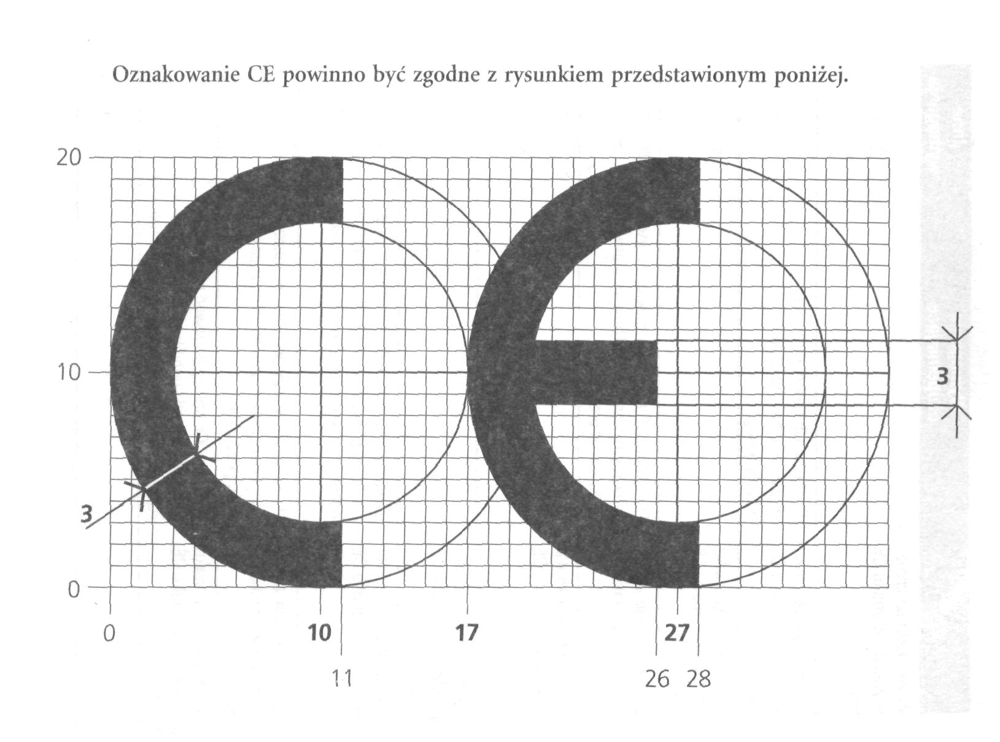 Oznakowanie CE powinno być zgodne z rysunkiem przedstawionym poniżej.
20
10
3
3
0
0 10 17 27
11 26 28